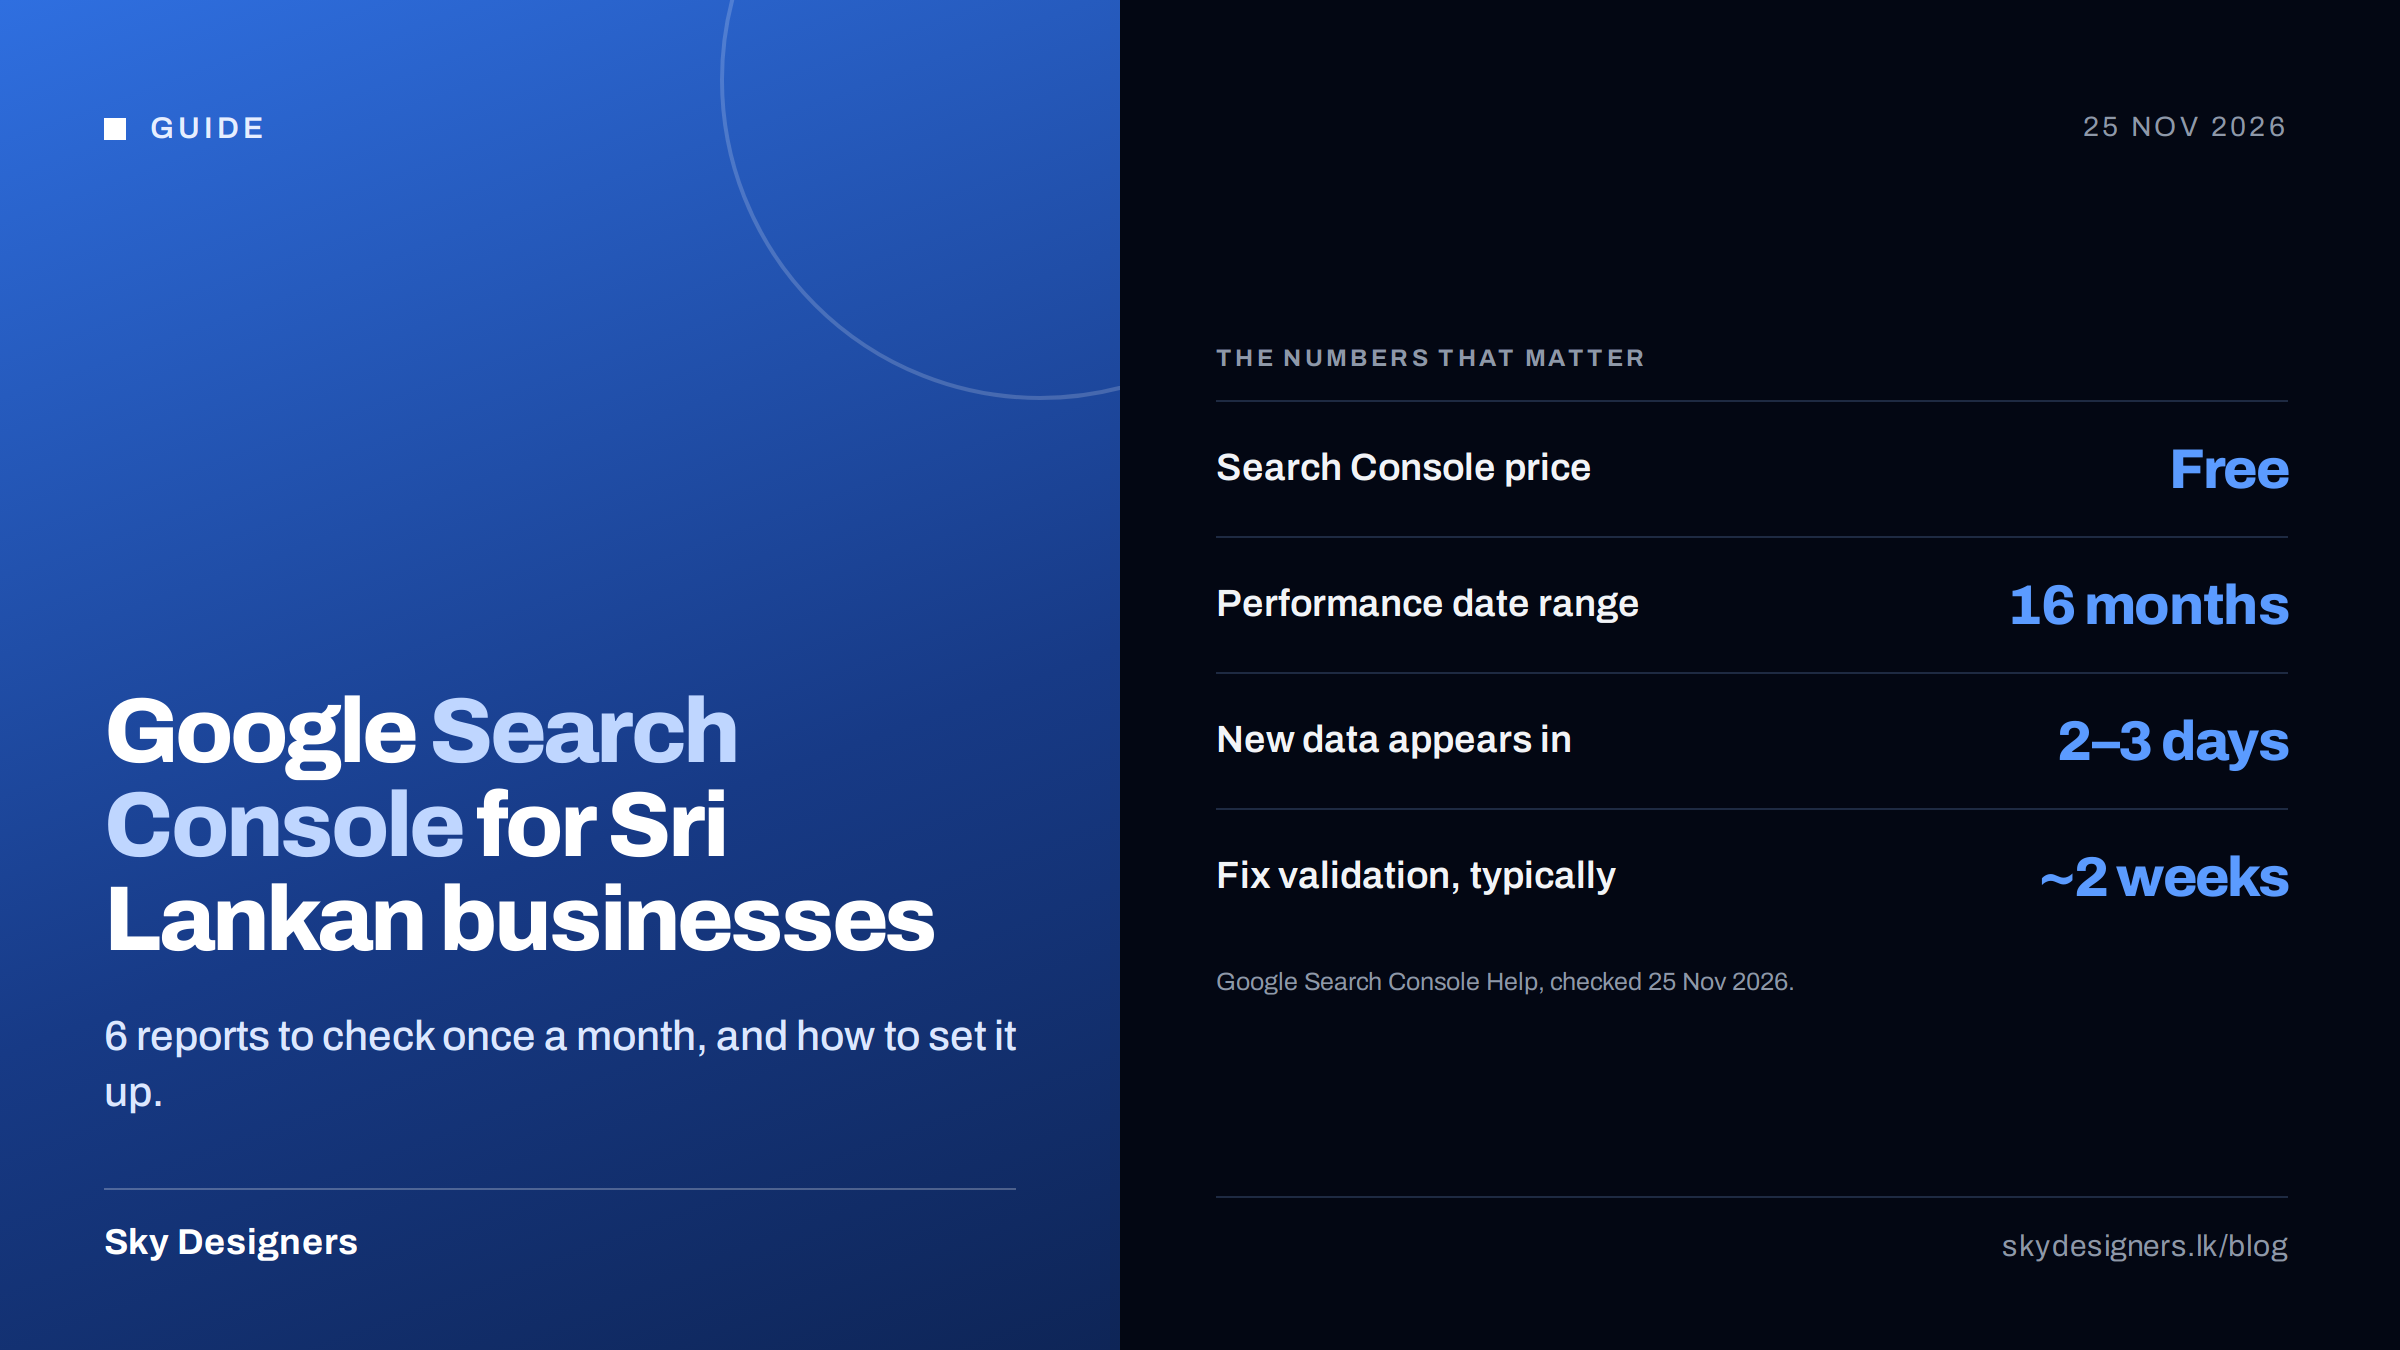 GUIDE
Google Search
Console for Sri
Lankan businesses
6 reports to check once a month, and how to set it
up.
Sky Designers
25 NOV 2026
THE NUMBERS THAT MATTER
Search Console price Free
Performance date range 16 months
New data appears in 2–3 days
Fix validation, typically ~2 weeks
Google Search Console Help, checked 25 Nov 2026.
skydesigners.lk/blog